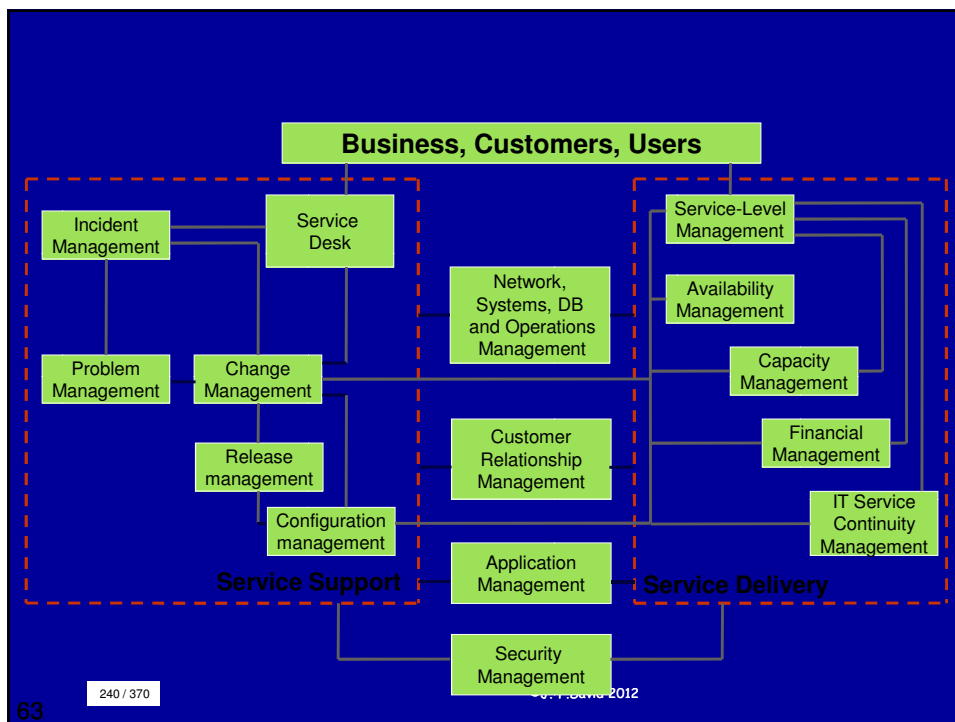 Business, Customers, Users
Incident
Management
Service
Desk
Service-Level
Management
Network,
Systems, DB
and Operations
Management
Availability
Management
Problem
Management
Change
Management
Capacity
Management
Customer
Relationship
Management
Financial
Management
Release
management
Configuration
management
IT Service
Continuity
Management
Service Support
Application
Management
Service Delivery
Security
Management
240 / 370
2012
63